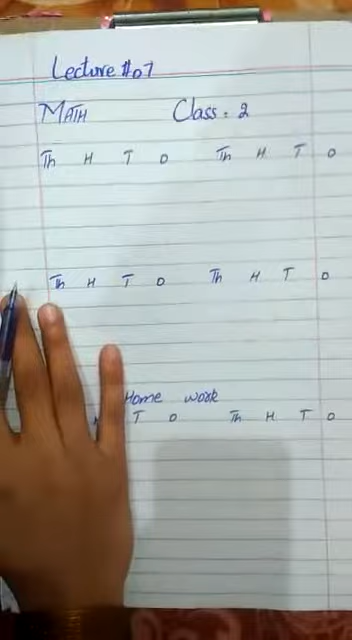 Lecture #07
MATH Class. 2
Th H T O Th H T O
Th H T O Th H T O
Home work
T O Th H T O